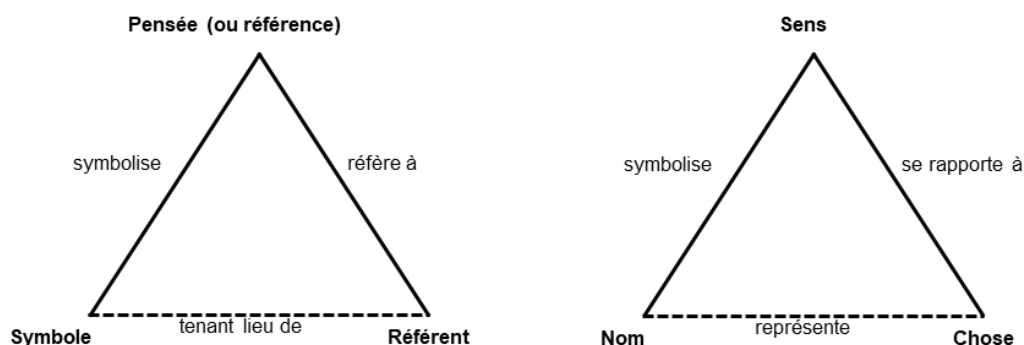 Pensée (ou référence)
symbolise
réfère à
tenant lieu de
Symbole
Référent
Sens
symbolise
se rapporte à
représente
Nom
Chose